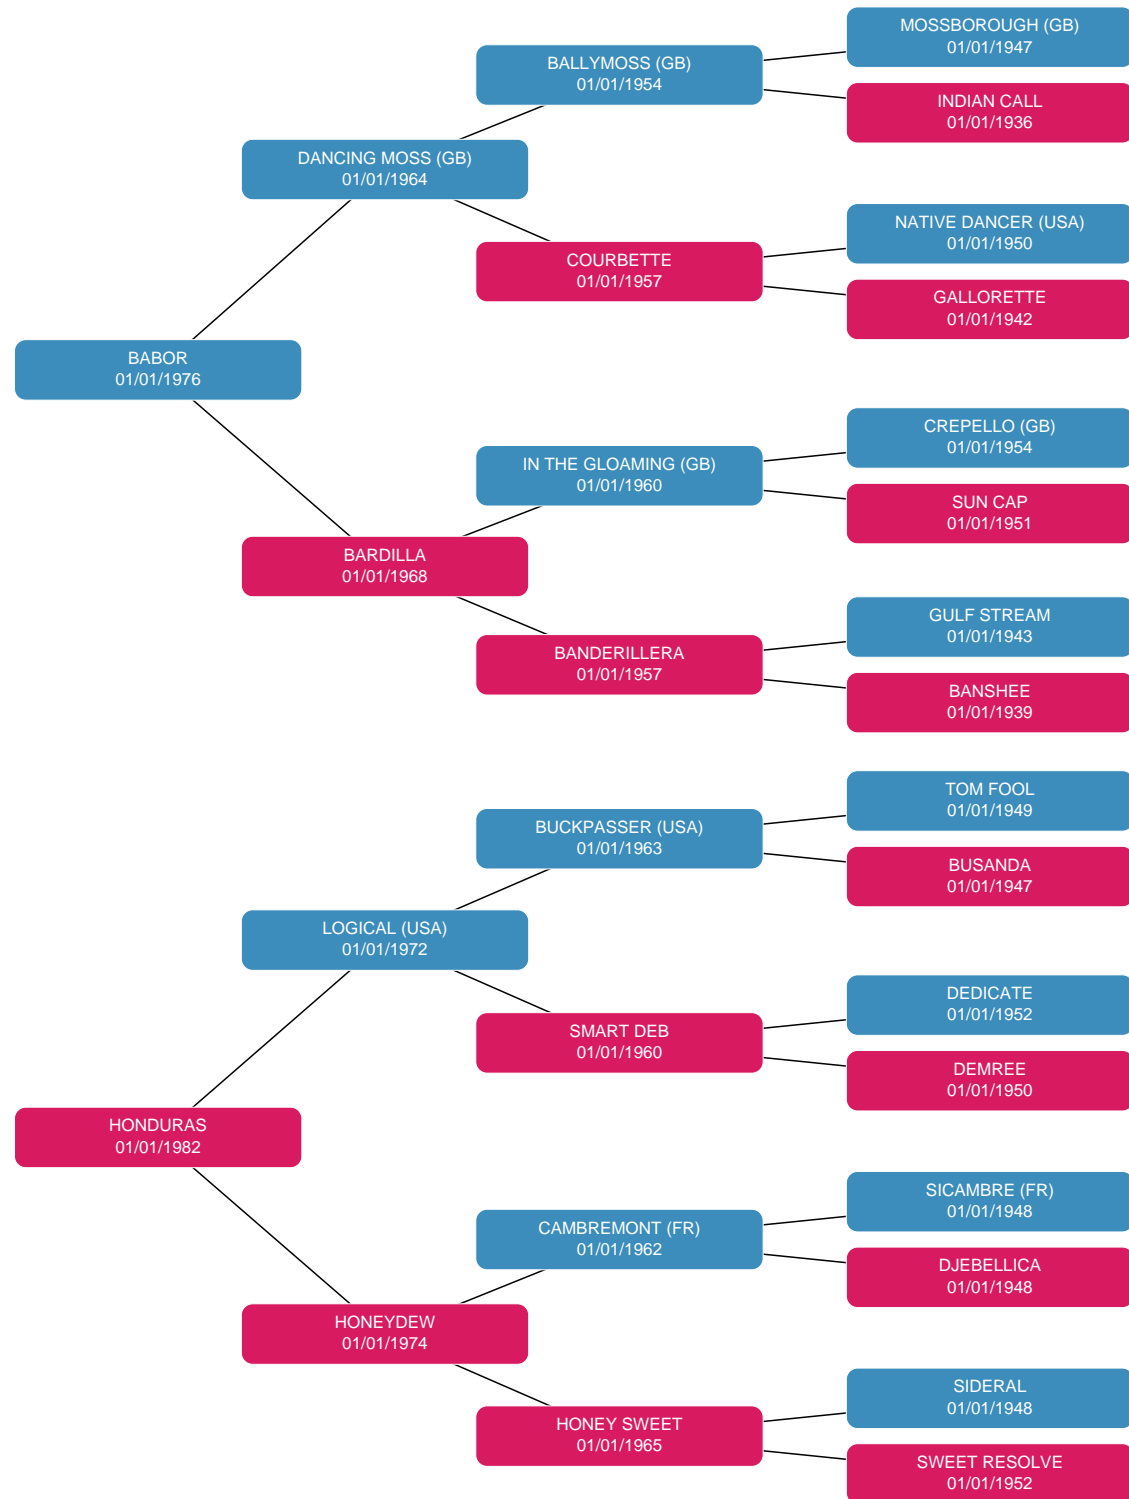 MOSSBOROUGH (GB)
01/01/1947
BALLYMOSS (GB)
01/01/1954
INDIAN CALL
01/01/1936
DANCING MOSS (GB)
01/01/1964
NATIVE DANCER (USA)
01/01/1950
COURBETTE
01/01/1957
GALLORETTE
01/01/1942
BABOR
01/01/1976
CREPELLO (GB)
01/01/1954
IN THE GLOAMING (GB)
01/01/1960
SUN CAP
01/01/1951
BARDILLA
01/01/1968
GULF STREAM
01/01/1943
BANDERILLERA
01/01/1957
BANSHEE
01/01/1939
TOM FOOL
01/01/1949
BUCKPASSER (USA)
01/01/1963
BUSANDA
01/01/1947
LOGICAL (USA)
01/01/1972
DEDICATE
01/01/1952
SMART DEB
01/01/1960
DEMREE
01/01/1950
HONDURAS
01/01/1982
SICAMBRE (FR)
01/01/1948
CAMBREMONT (FR)
01/01/1962
DJEBELLICA
01/01/1948
HONEYDEW
01/01/1974
SIDERAL
01/01/1948
HONEY SWEET
01/01/1965
SWEET RESOLVE
01/01/1952